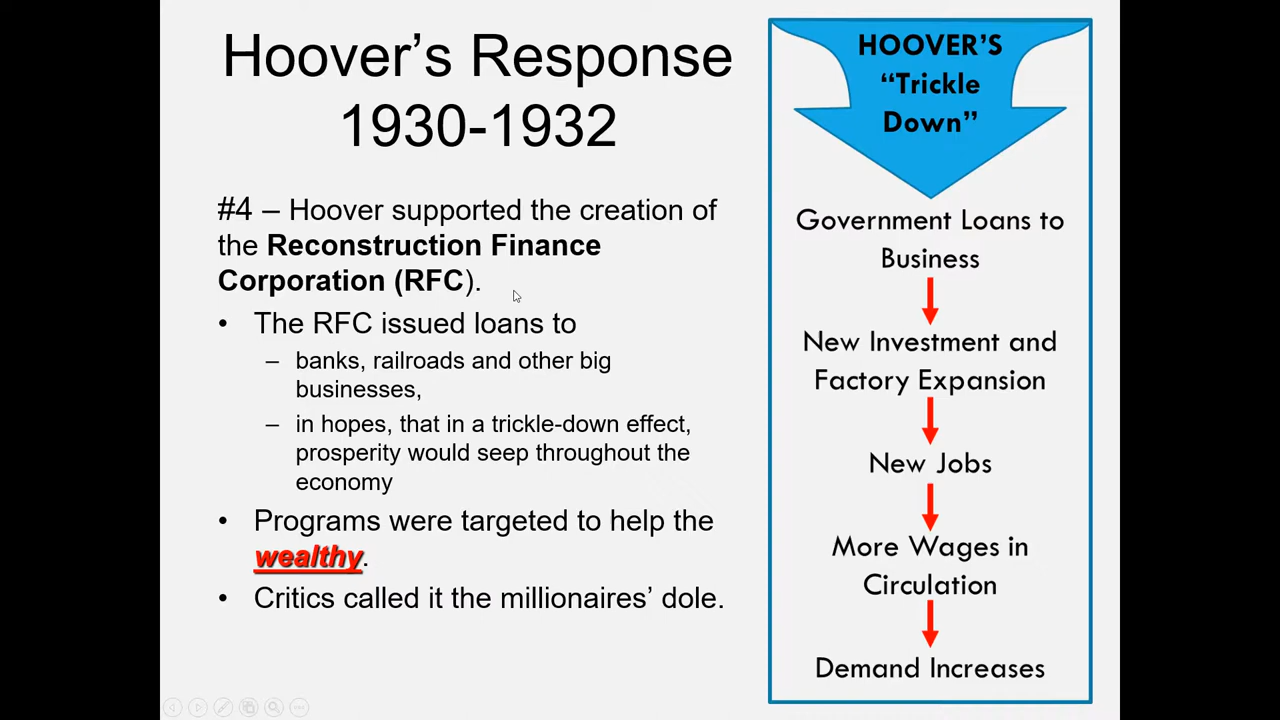 Hoover’s Response
1930-1932
#4 – Hoover supported the creation of
the Reconstruction Finance
Corporation (RFC).
• The RFC issued loans to
– banks, railroads and other big
businesses,
– in hopes, that in a trickle-down effect,
prosperity would seep throughout the
economy
• Programs were targeted to help the
wealthy.
• Critics called it the millionaires’ dole.
HOOVER’S
“Trickle
Down”
Government Loans to
Business
New Investment and
Factory Expansion
New Jobs
More Wages in
Circulation
Demand Increases